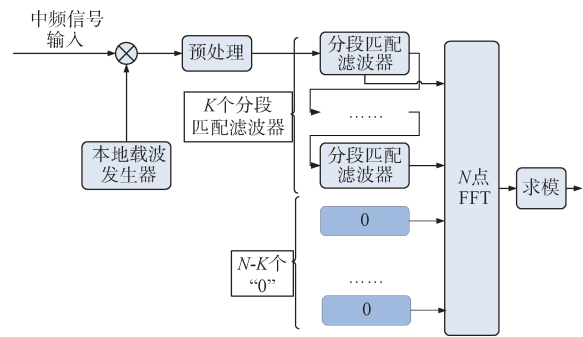 中频信号
输入
预处理
本地载波
发生器
K个分段
匹配滤波器
分段匹配
滤波器
……
分段匹配
滤波器
N-K个
“0”
0
……
0
N点
FFT
求模